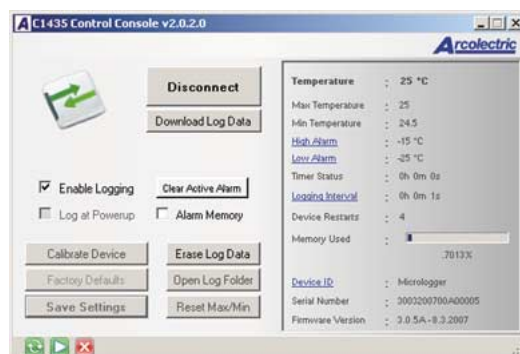 C1435 Control Console v2.0.2.0
Arcolectric
Disconnect
Download Log Data
Enable Logging
Clear Active Alarm
Log at Powerup
Alarm Memory
Calibrate Device
Erase Log Data
Factory Defaults
Open Log Folder
Save Settings
Reset Max/Min
Temperature : 25 °C
Max Temperature : 25
Min Temperature : 24.5
High Alarm : -15 °C
Low Alarm : -25 °C
Timer Status : 0h 0m 0s
Logging Interval : 0h 0m 1s
Device Restarts : 4
Memory Used :
.7013%
Device ID : Micrologger
Serial Number : 3003200700A00005
Firmware Version : 3.0.5A-8.3.2007